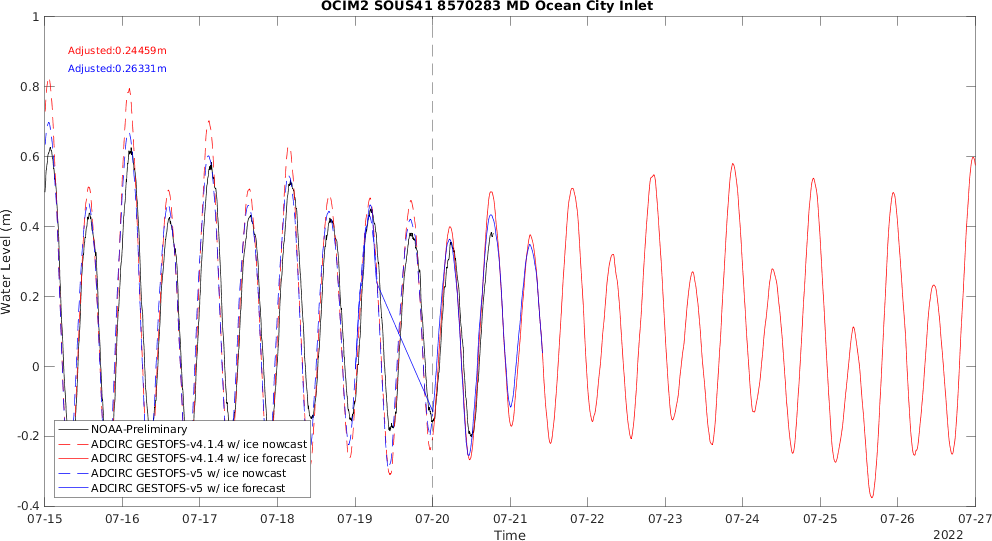 OCIM2 SOUS41 8570283 MD Ocean City Inlet
Adjusted:0.24459m
Adjusted:0.26331m
Water Level (m)
1
0.8
0.6
0.4
0.2
0
-0.2
-0.4
NOAA-Preliminary
ADCIRC GESTOFS-v4.1.4 w/ ice nowcast
ADCIRC GESTOFS-v4.1.4 w/ ice forecast
ADCIRC GESTOFS-v5 w/ ice nowcast
ADCIRC GESTOFS-v5 w/ ice forecast
07-15 07-16 07-17 07-18 07-19 07-20 07-21 07-22 07-23 07-24 07-25 07-26 07-27
Time
2022